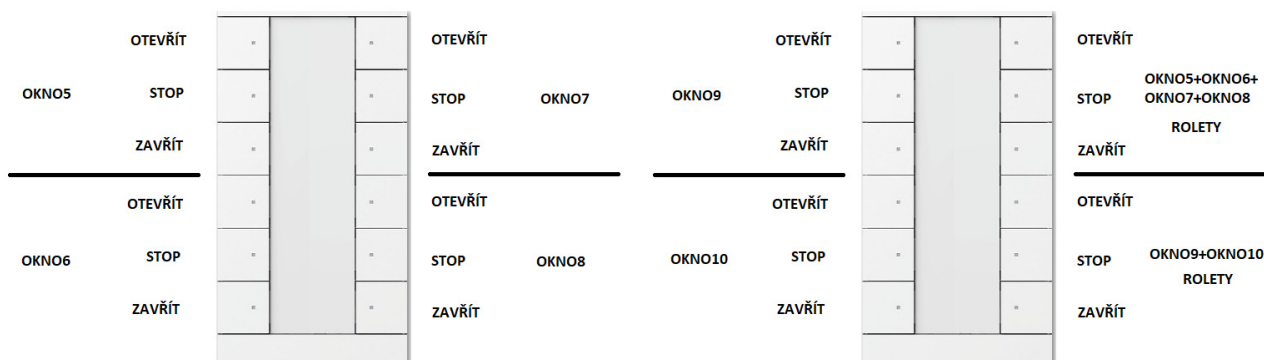 OTEVŘÍT
OKNO5
STOP
ZAVŘÍT
OTEVŘÍT
OKNO6
STOP
ZAVŘÍT
OTEVŘÍT
STOP
OKNO7
ZAVŘÍT
OTEVŘÍT
STOP
OKNO8
ZAVŘÍT
OTEVŘÍT
OKNO9
STOP
ZAVŘÍT
OTEVŘÍT
OKNO10
STOP
ZAVŘÍT
OTEVŘÍT
STOP
OKNO5+OKNO6+
OKNO7+OKNO8
ROLETY
ZAVŘÍT
OTEVŘÍT
STOP
OKNO9+OKNO10
ROLETY
ZAVŘÍT